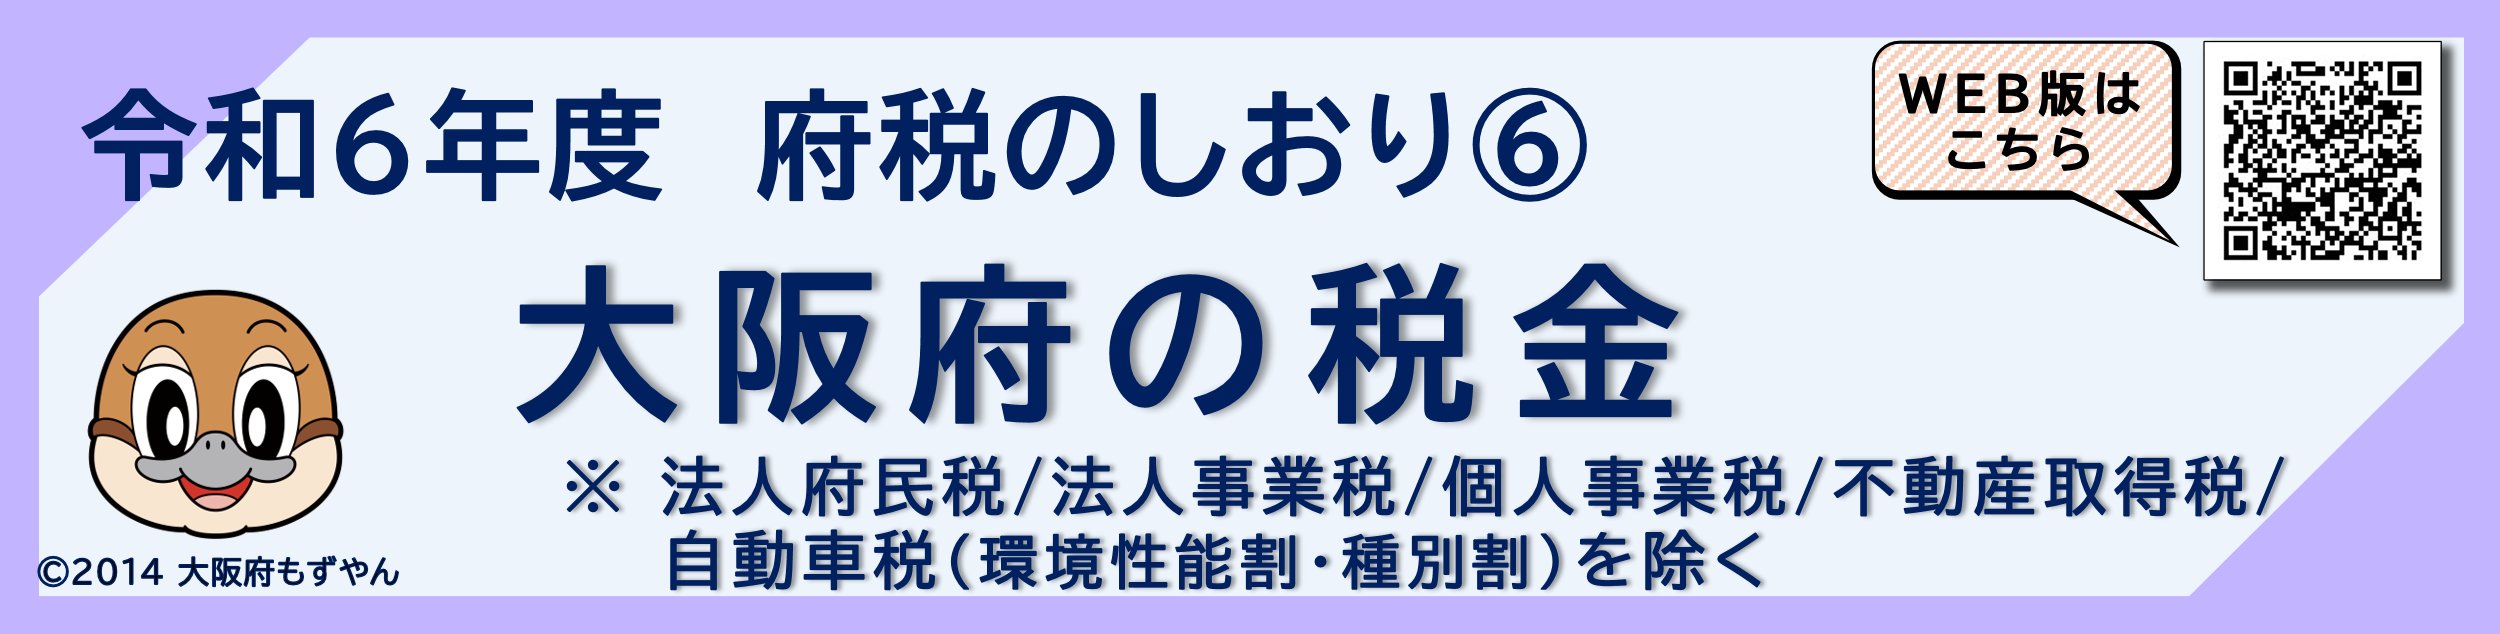 令和６年度　府税のしおり⑥
WEB版は
こちら
大阪府の税金
※　法人府民税/法人事業税/個人事業税/不動産取得税/
自動車税(環境性能割・種別割)を除く
©2014 大阪府もずやん